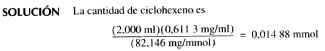 SOLUCIÓN La cantidad de ciclohexeno es
(2.000 ml)(0,611 3 mg/ml)
(82,146 mg/mmol) = 0,014 88 mmol